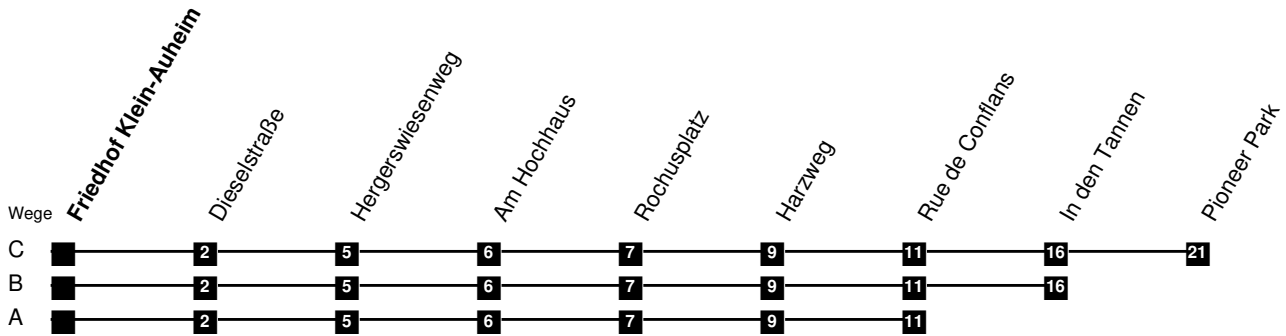 Wege
Friedhof Klein-Auheim
Dieselstraße
Hergerswiesenweg
Am Hochhaus
Rochusplatz
Harzweg
Rue de Conflans
In den Tannen
Pioneer Park
C 2 5 6 7 9 11 16 21
B 2 5 6 7 9 11 16
A 2 5 6 7 9 11